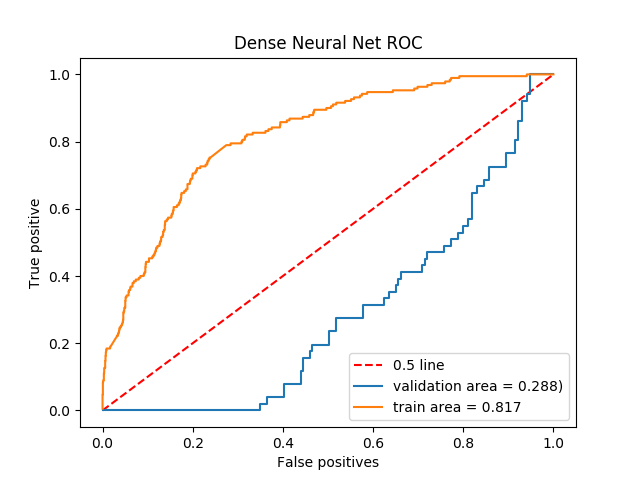 Dense Neural Net ROC
1.0
0.8
0.6
0.4
0.2
0.0
True positive
0.0 0.2 0.4 0.6 0.8 1.0
False positives
0.5 line
validation area = 0.288)
train area = 0.817